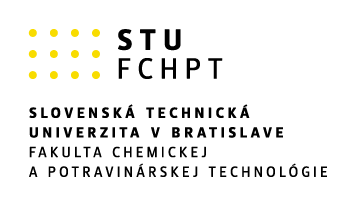 STU
FCHPT
SLOVENSKÁ TECHNICKÁ
UNIVERZITA V BRATISLAVE
FAKULTA CHEMICKEJ
A POTRAVINÁRSKEJ TECHNOLÓGIE